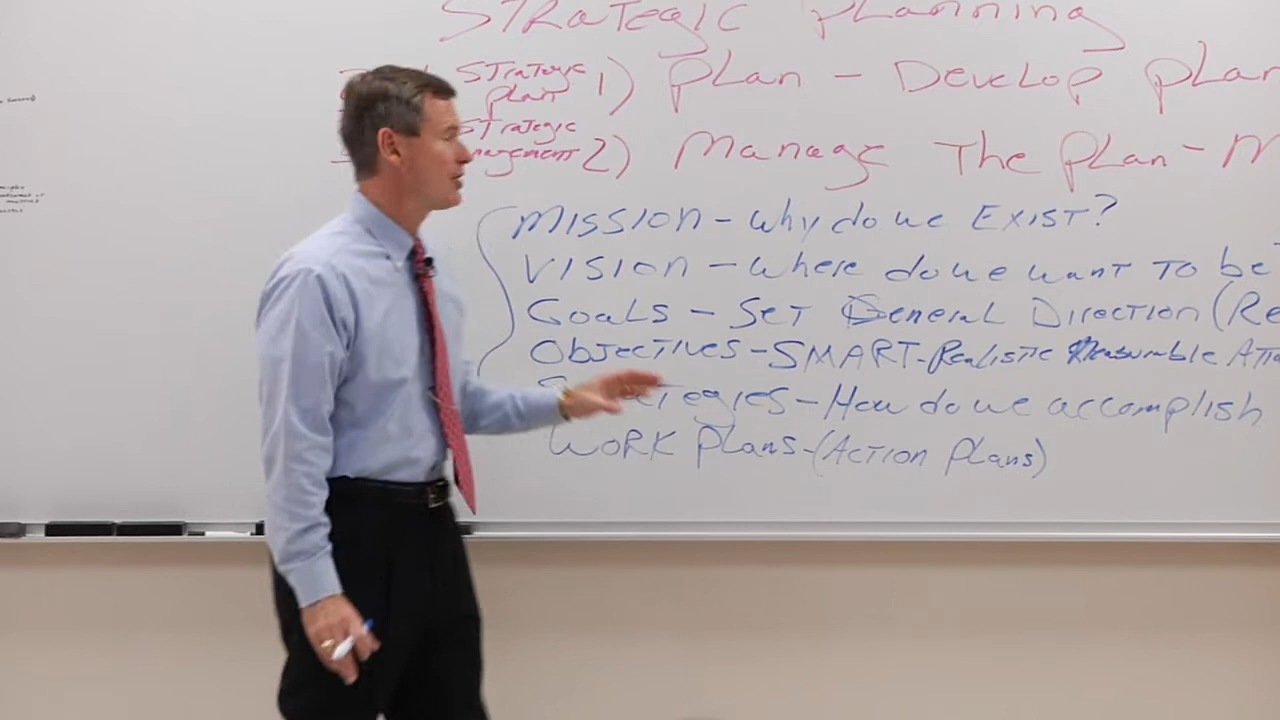 STRATEGIC PLANNING
STRATEGIC PLAN 1) PLAN - DEVELOP PLAN
STRATEGIC 2) MANAGE THE PLAN - M
MISSION - Why do we EXIST?
VISION - Where do we want TO be
GOALS - SET GENERAL DIRECTION (RE
OBJECTIVES - SMART - Realistic Measurable
- How do we accomplish
WORK PLANS - (ACTION PLANS)